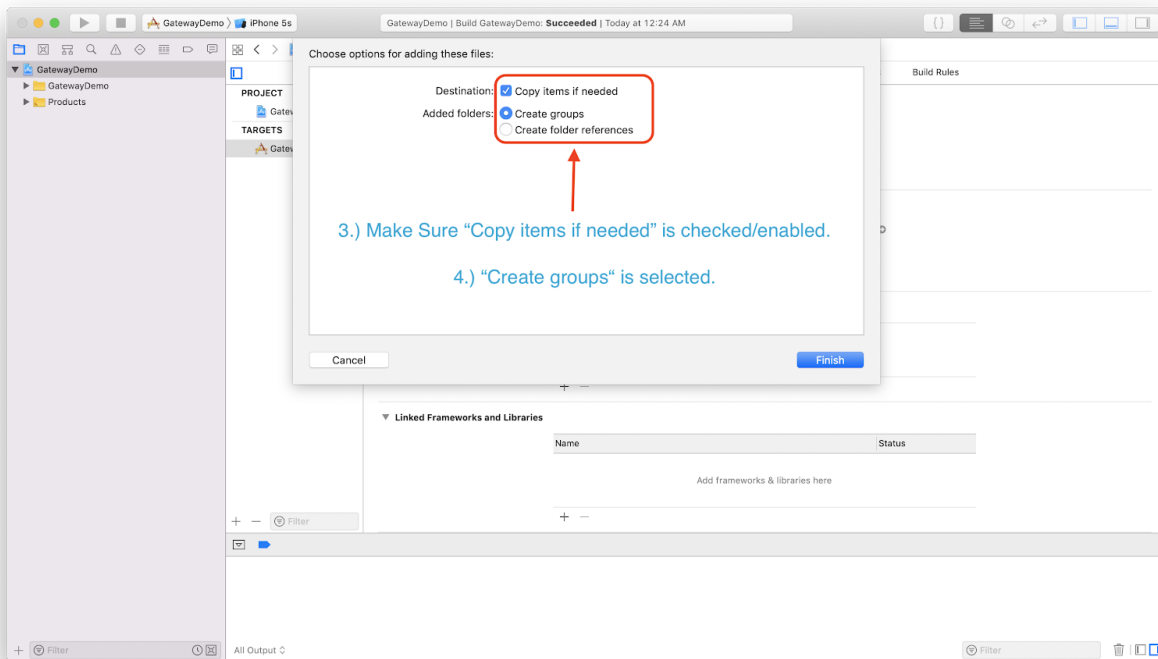 GatewayDemo
iPhone 5s
GatewayDemo | Build GatewayDemo: Succeeded | Today at 12:24 AM
{ }
GatewayDemo
GatewayDemo
Products
PROJECT
TARGETS
Build Rules
Choose options for adding these files:
Destination: Copy items if needed
Added folders: Create groups
Create folder references
3.) Make Sure “Copy items if needed” is checked/enabled.
4.) “Create groups“ is selected.
Cancel
Finish
Linked Frameworks and Libraries
Name
Status
Add frameworks & libraries here
Filter
Filter
All Output
Filter